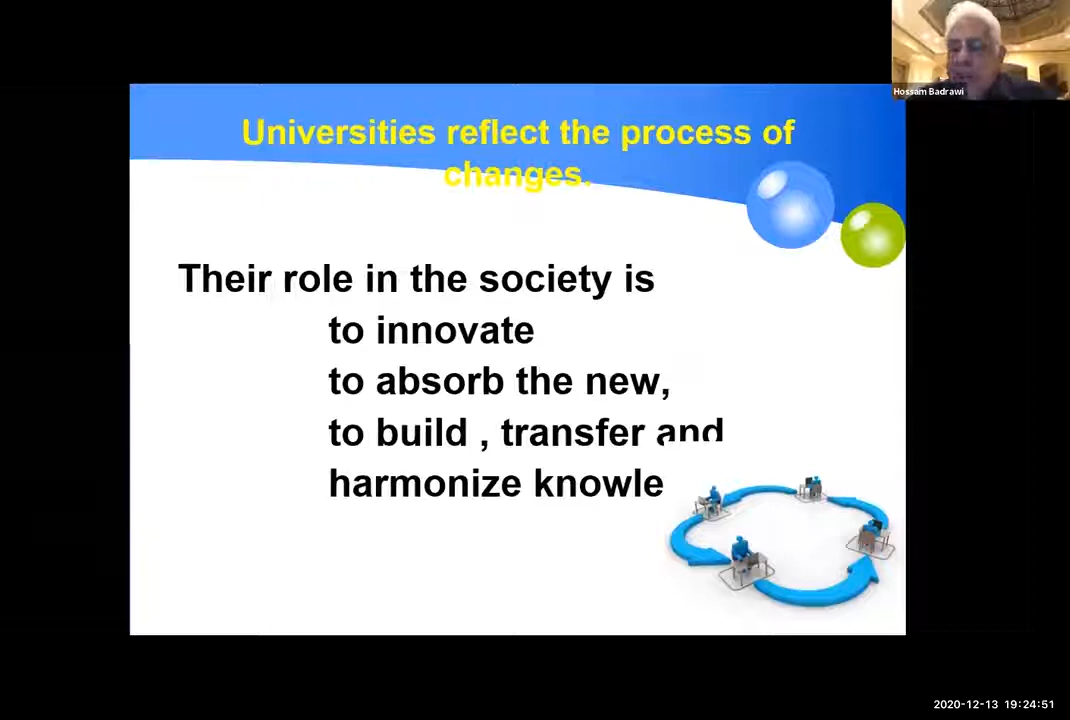 Hossam Badrawi
Universities reflect the process of
changes.
Their role in the society is
to innovate
to absorb the new,
to build , transfer and
harmonize knowle
2020-12-13 19:24:51